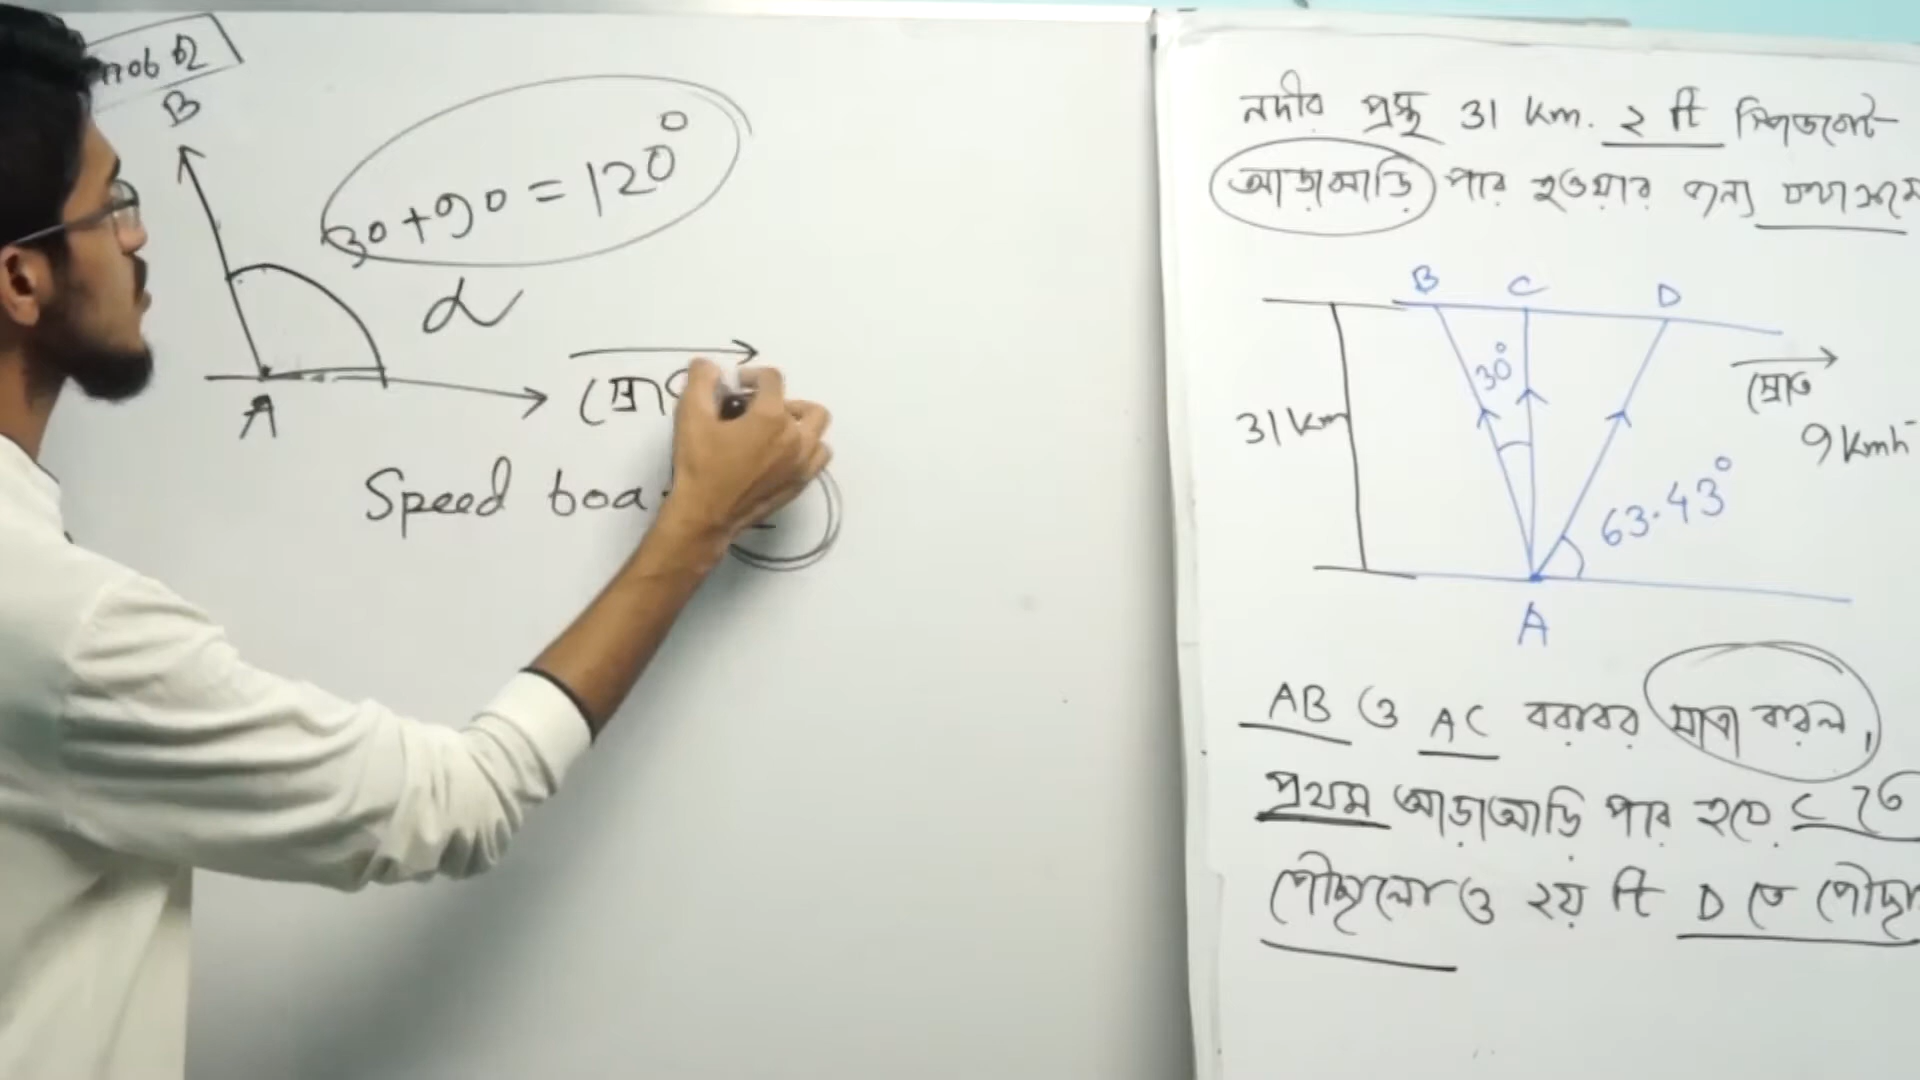 B
30+90 = 120°
α
A
Speed boa
নদীর প্রস্থ 31 km. ২ টি স্পিডবোট
আড়াআড়ি পার হওয়ার জন্য
B C D
30°
31 km
স্রোত
9 kmh⁻
63.43°
A
AB ও AC বরাবর যাত্রা করল,
প্রথম আড়াআড়ি পার হয়ে C তে
পৌছালো ও ২য় টি D তে পৌছা